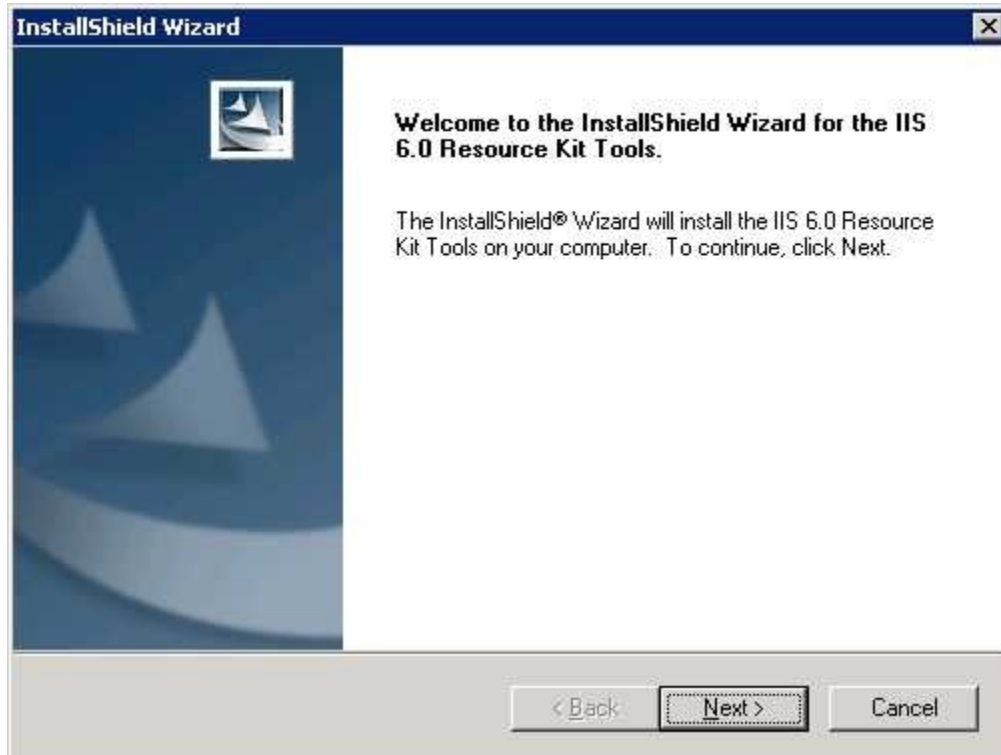 InstallShield Wizard
Welcome to the InstallShield Wizard for the IIS
6.0 Resource Kit Tools.
The InstallShield® Wizard will install the IIS 6.0 Resource
Kit Tools on your computer. To continue, click Next.
< Back
Next >
Cancel